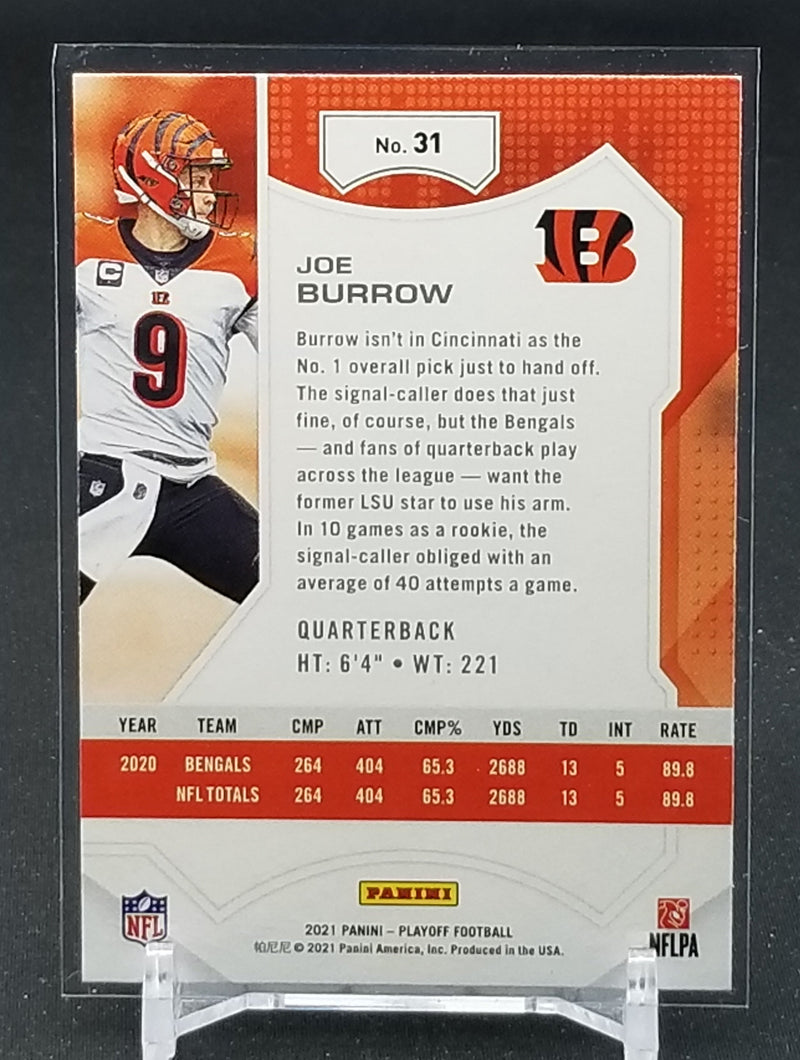 No. 31
B
JOE
BURROW
C
9
Burrow isn't in Cincinnati as the
No. 1 overall pick just to hand off.
The signal-caller does that just
fine, of course, but the Bengals
— and fans of quarterback play
across the league — want the
former LSU star to use his arm.
In 10 games as a rookie, the
signal-caller obliged with an
average of 40 attempts a game.
QUARTERBACK
HT: 6'4" • WT: 221
YEAR TEAM CMP ATT CMP% YDS TD INT RATE
2020 BENGALS 264 404 65.3 2688 13 5 89.8
NFL TOTALS 264 404 65.3 2688 13 5 89.8
PANINI
NFL
NFLPA
2021 PANINI – PLAYOFF FOOTBALL
帕尼尼 © 2021 Panini America, Inc. Produced in the USA.